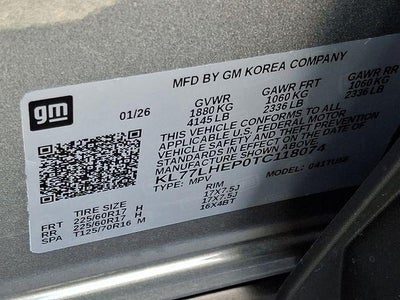 gm
MFD BY GM KOREA COMPANY
01/26
GVWR GAWR FRT GAWR RR
1880 KG 1060 KG 1060 KG
4145 LB 2336 LB 2336 LB
THIS VEHICLE CONFORMS TO ALL
APPLICABLE U.S. FEDERAL MOTOR
VEHICLE SAFETY AND THEFT PREVENTION
STANDARDS IN EFFECT ON THE DATE OF
MANUFACTURE SHOWN ABOVE.
KL77LHEP0TC118074
TYPE: MPV MODEL:
TIRE SIZE RIM
FRT 225/60R17 H 17X7.5J
RR 225/60R17 H 17X7.5J
SPA T125/70R16 M 16X4BT